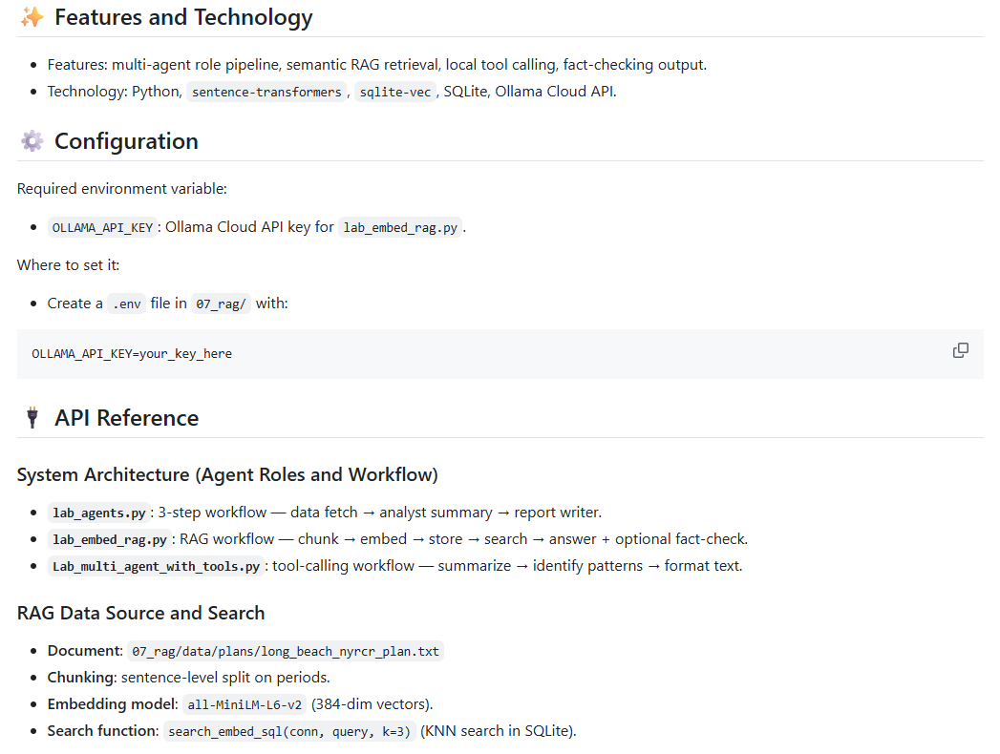 ✨ Features and Technology
• Features: multi-agent role pipeline, semantic RAG retrieval, local tool calling, fact-checking output.
• Technology: Python, sentence-transformers, sqlite-vec, SQLite, Ollama Cloud API.
⚙️ Configuration
Required environment variable:
• OLLAMA_API_KEY: Ollama Cloud API key for lab_embed_rag.py.
Where to set it:
• Create a .env file in 07_rag/ with:
OLLAMA_API_KEY=your_key_here
🔌 API Reference
System Architecture (Agent Roles and Workflow)
• lab_agents.py: 3-step workflow — data fetch → analyst summary → report writer.
• lab_embed_rag.py: RAG workflow — chunk → embed → store → search → answer + optional fact-check.
• Lab_multi_agent_with_tools.py: tool-calling workflow — summarize → identify patterns → format text.
RAG Data Source and Search
• Document: 07_rag/data/plans/long_beach_nyrcr_plan.txt
• Chunking: sentence-level split on periods.
• Embedding model: all-MiniLM-L6-v2 (384-dim vectors).
• Search function: search_embed_sql(conn, query, k=3) (KNN search in SQLite).